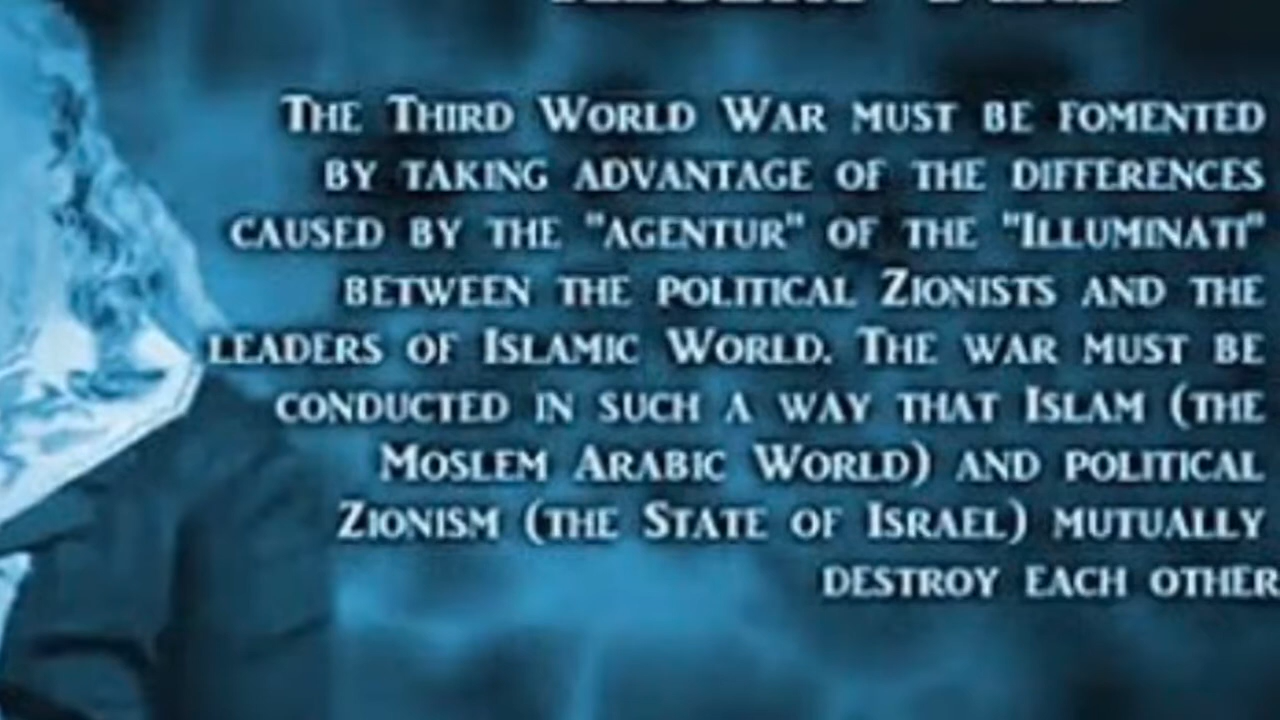 The Third World War must be fomented
by taking advantage of the differences
caused by the "agentur" of the "Illuminati"
between the political Zionists and the
leaders of Islamic World. The war must be
conducted in such a way that Islam (the
Moslem Arabic World) and political
Zionism (the State of Israel) mutually
destroy each other